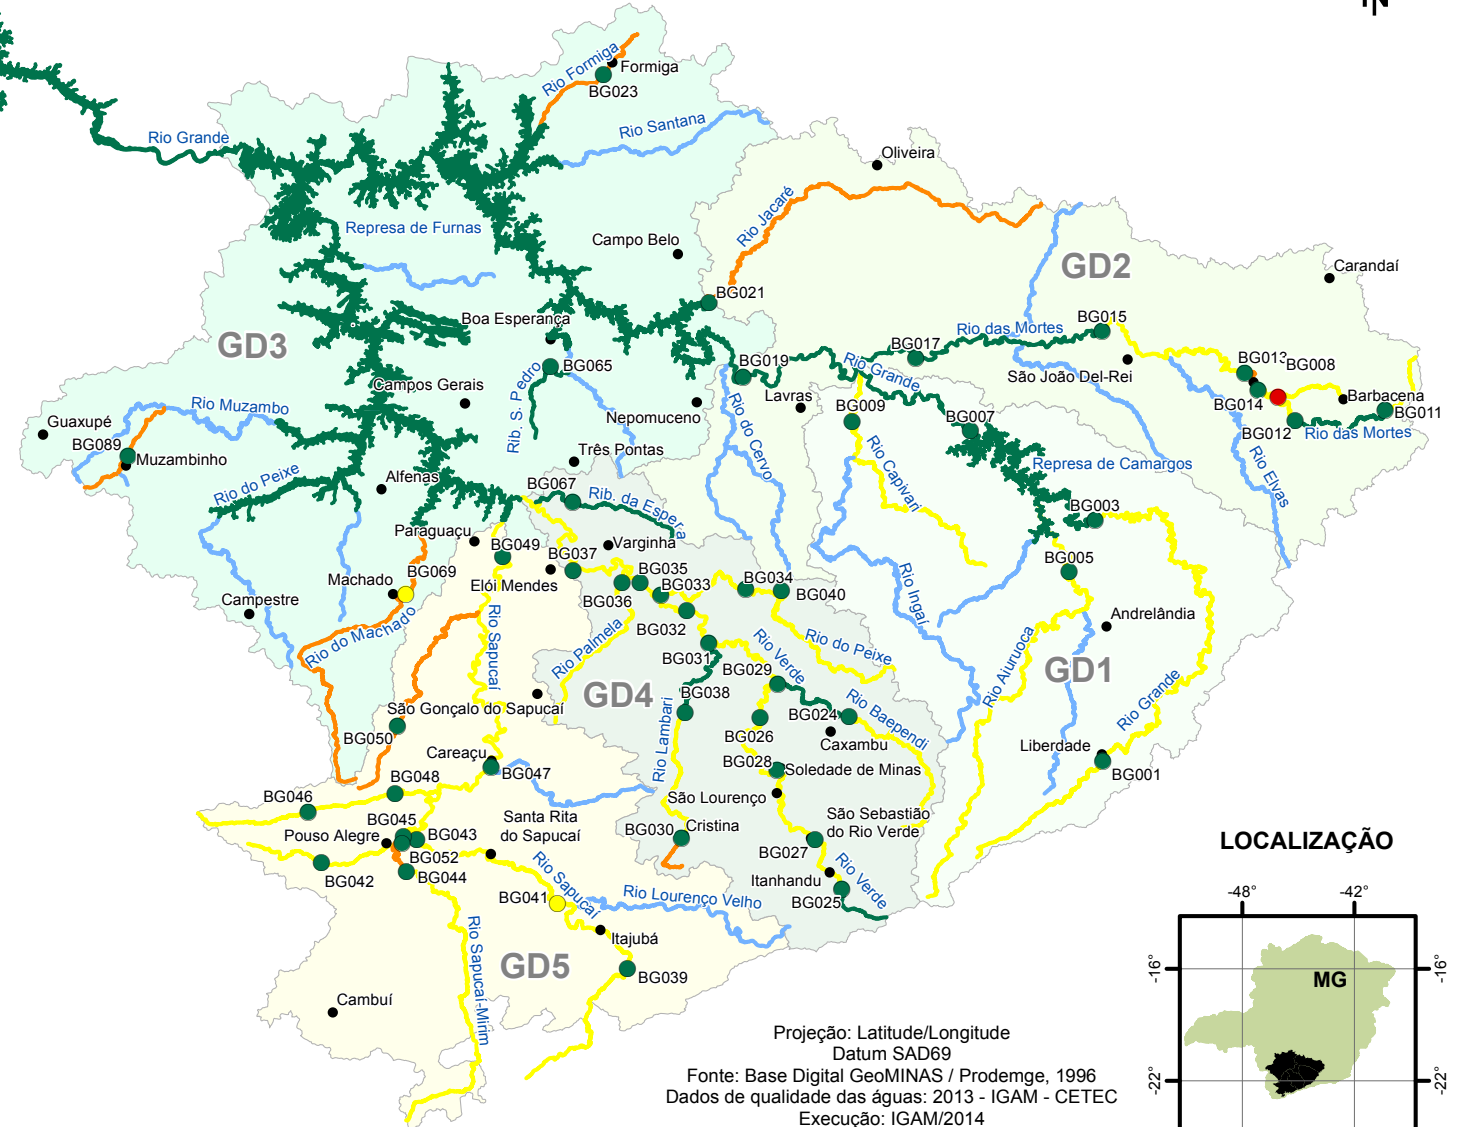 N
Rio Formiga
Formiga
BG023
Rio Grande
Rio Santana
Oliveira
Rio Jacaré
Represa de Furnas
Campo Belo
GD2
Carandaí
BG021
Boa Esperança
GD3
BG015
Rio das Mortes
BG017
BG013
BG008
São João Del-Rei
BG019
Rio Grande
BG065
Rib. S. Pedro
Campos Gerais
Lavras
Barbacena
BG014
BG011
BG012
Rio das Mortes
Rio Muzambo
Nepomuceno
BG009
BG007
Guaxupé
BG089
Muzambinho
Três Pontas
Rio do Cervo
Rio Capivari
Represa de Camargos
Rio Elvas
Rio do Peixe
Alfenas
BG067
Rib. da Espera
BG003
Paraguaçu
BG049
BG037
Varginha
BG005
Machado
BG069
Elói Mendes
BG035
BG033
BG034
BG040
BG036
Rio Ingaí
Campestre
Rio do Machado
Rio Sapucaí
Rio Palmela
BG032
Rio Verde
Rio do Peixe
Andrelândia
BG031
BG029
GD1
Rio Aiuruoca
Rio Grande
GD4
BG038
São Gonçalo do Sapucaí
BG024
Rio Baependi
BG050
BG026
Caxambu
Careaçu
Rio Lambari
Liberdade
BG001
BG047
BG028
Soledade de Minas
BG048
BG046
São Lourenço
BG045
Santa Rita
do Sapucaí
BG030
Cristina
São Sebastião
do Rio Verde
Pouso Alegre
BG043
BG052
BG027
BG042
BG044
Rio Sapucaí
Itanhandu
Rio Verde
BG041
Rio Lourenço Velho
BG025
Rio Sapucaí-Mirim
Itajubá
GD5
BG039
Cambuí
LOCALIZAÇÃO
-48°
-42°
-16°
-16°
MG
-22°
-22°
Projeção: Latitude/Longitude
Datum SAD69
Fonte: Base Digital GeoMINAS / Prodemge, 1996
Dados de qualidade das águas: 2013 - IGAM - CETEC
Execução: IGAM/2014